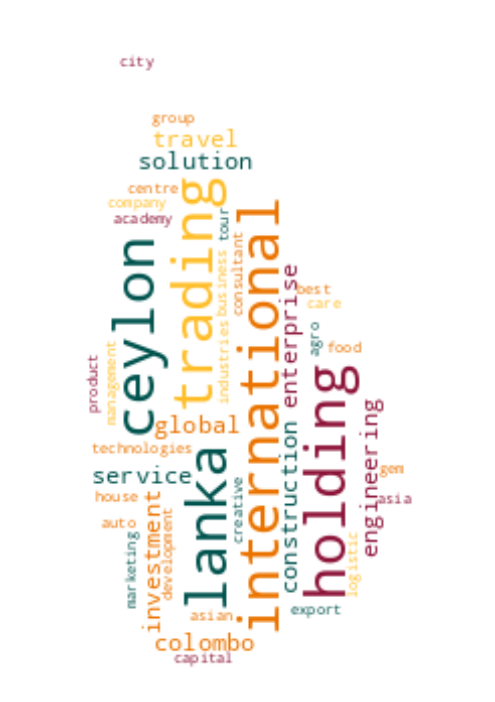 city
group
travel
solution
centre
company
academy
trading
tour
international
ceylon
business
consultant
enterprise
best
care
agro
food
industries
management
product
holding
global
engineering
technologies
lanka
construction
service
gem
creative
house
investment
asia
auto
development
marketing
logistic
asian
export
colombo
capital